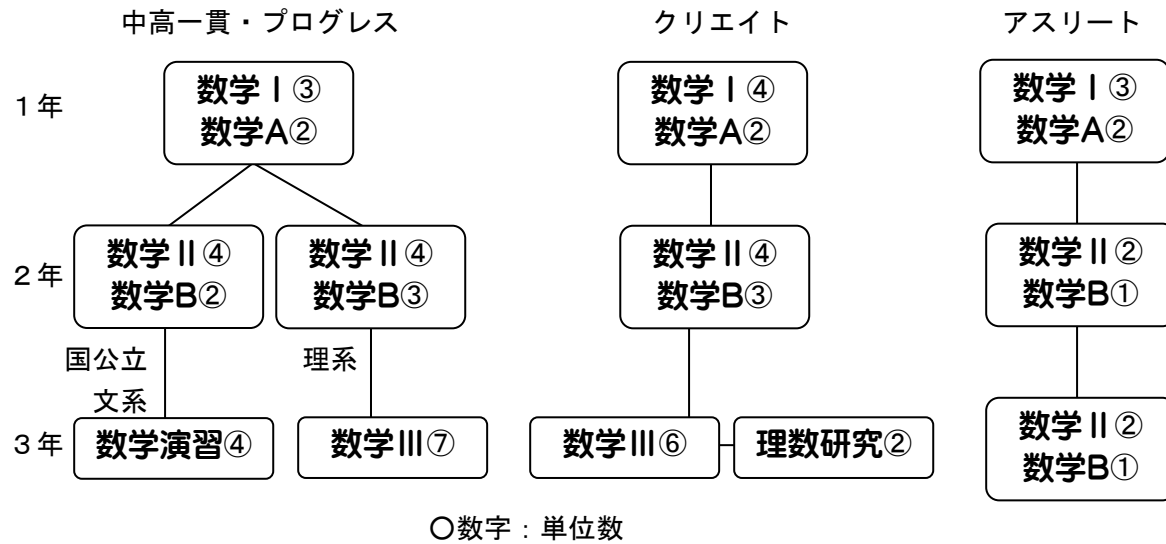 中高一貫・プログレス
クリエイト
アスリート
1年
数学Ⅰ③
数学A②
数学Ⅰ④
数学A②
数学Ⅰ③
数学A②
2年
数学Ⅱ④
数学B②
数学Ⅱ④
数学B③
数学Ⅱ④
数学B③
数学Ⅱ②
数学B①
国公立
文系
理系
3年
数学演習④
数学Ⅲ⑦
数学Ⅲ⑥
理数研究②
数学Ⅱ②
数学B①
〇数字：単位数